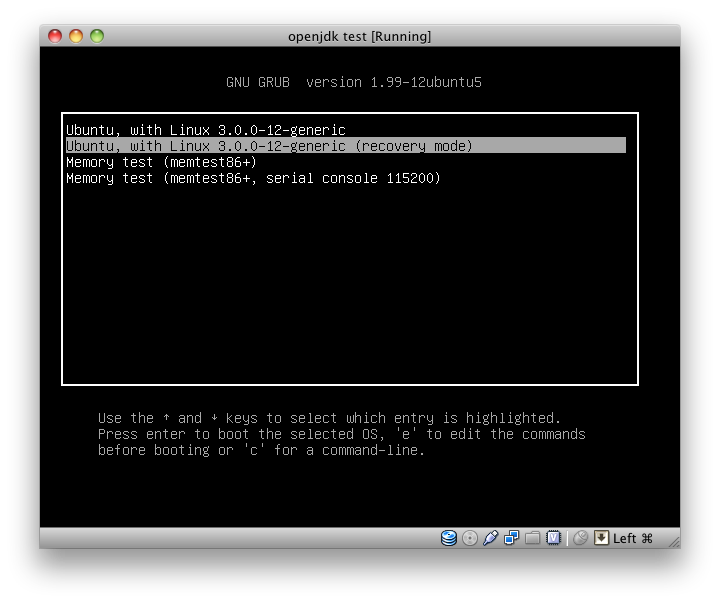 openjdk test [Running]
GNU GRUB  version 1.99-12ubuntu5
Ubuntu, with Linux 3.0.0-12-generic
Ubuntu, with Linux 3.0.0-12-generic (recovery mode)
Memory test (memtest86+)
Memory test (memtest86+, serial console 115200)
Use the ↑ and ↓ keys to select which entry is highlighted.
Press enter to boot the selected OS, 'e' to edit the commands
before booting or 'c' for a command-line.
Left ⌘